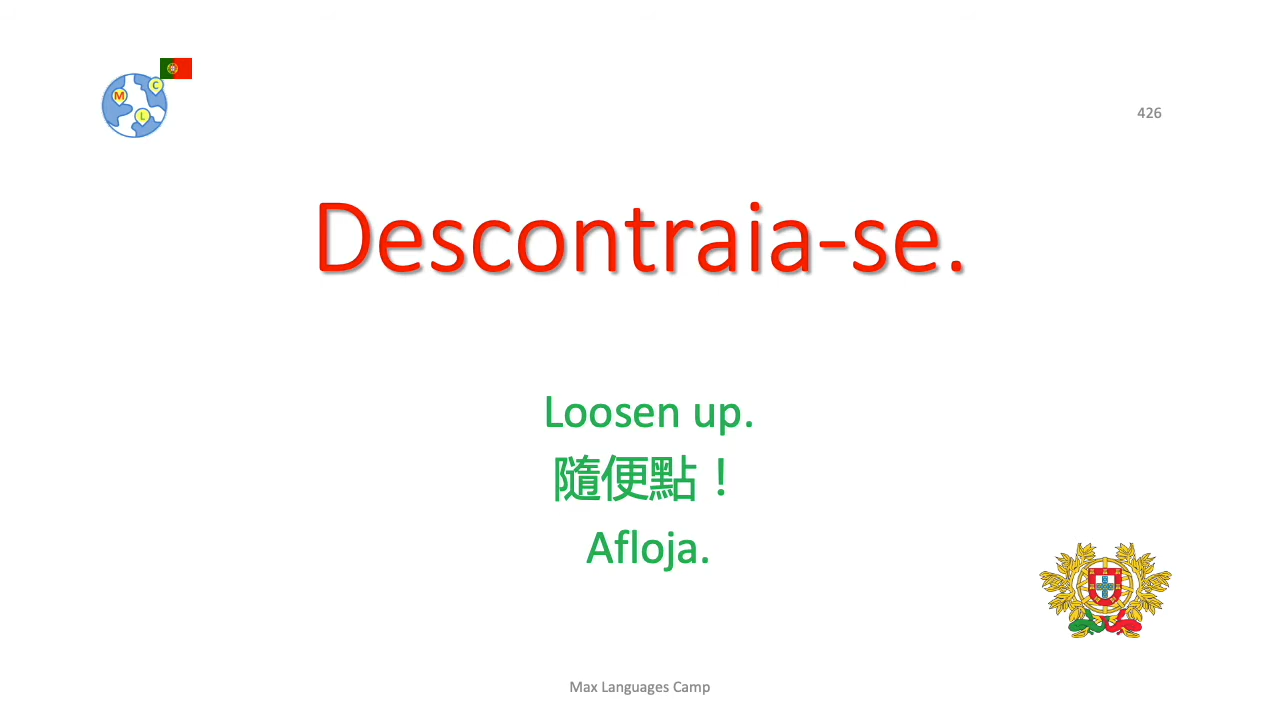 M C L
426
Descontraia-se.
Loosen up.
隨便點！
Afloja.
Max Languages Camp